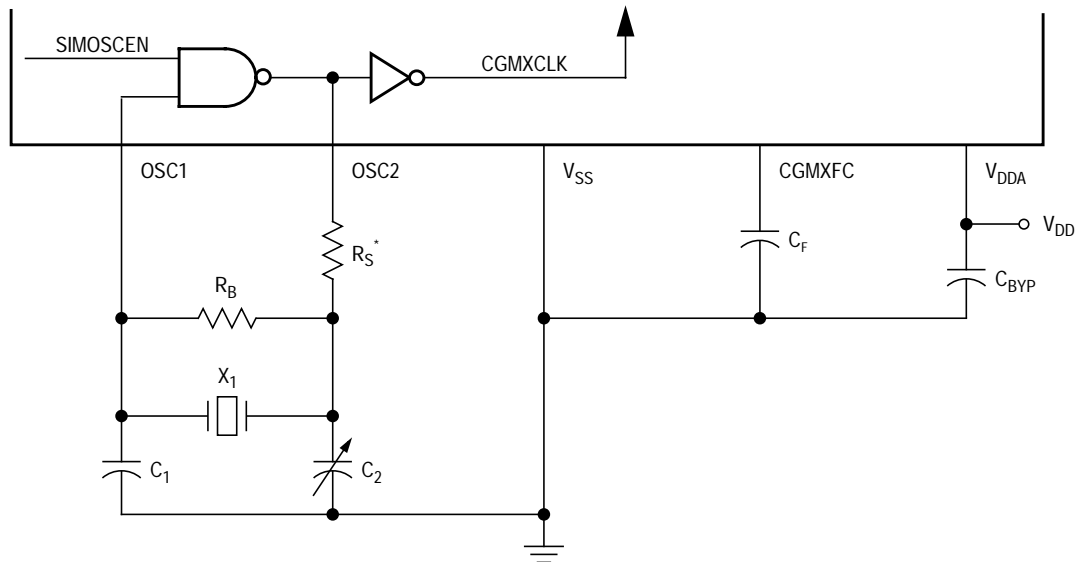 SIMOSCEN
CGMXCLK
OSC1
OSC2
VSS
CGMXFC
VDDA
VDD
RS*
CF
CBYP
RB
X1
C1
C2